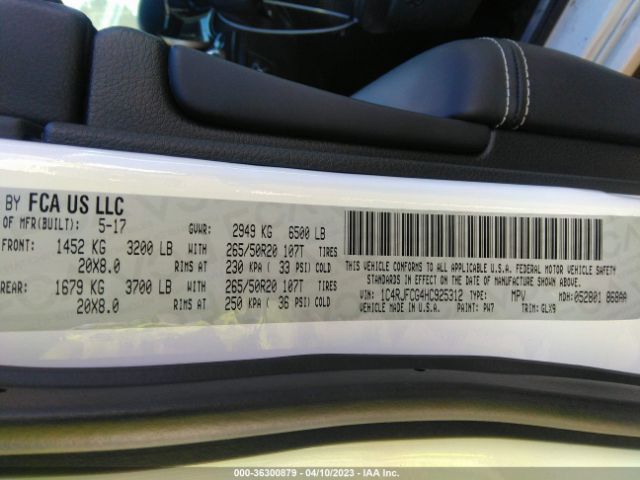 BY FCA US LLC
OF MFR(BUILT): 5-17 GVWR: 2949 KG 6500 LB
FRONT: 1452 KG 3200 LB WITH 265/50R20 107T TIRES
20X8.0 RIMS AT 230 KPA ( 33 PSI) COLD
REAR: 1679 KG 3700 LB WITH 265/50R20 107T TIRES
20X8.0 RIMS AT 250 KPA ( 36 PSI) COLD
THIS VEHICLE CONFORMS TO ALL APPLICABLE U.S.A. FEDERAL MOTOR VEHICLE SAFETY
STANDARDS IN EFFECT ON THE DATE OF MANUFACTURE SHOWN ABOVE.
VIN: 1C4RJFCG4HC925312 TYPE: MPV MDH: 052801 868AA
VEHICLE MADE IN U.S.A. PAINT: PW7 TRIM: GLX9
000-36300879 - 04/10/2023 - IAA Inc.